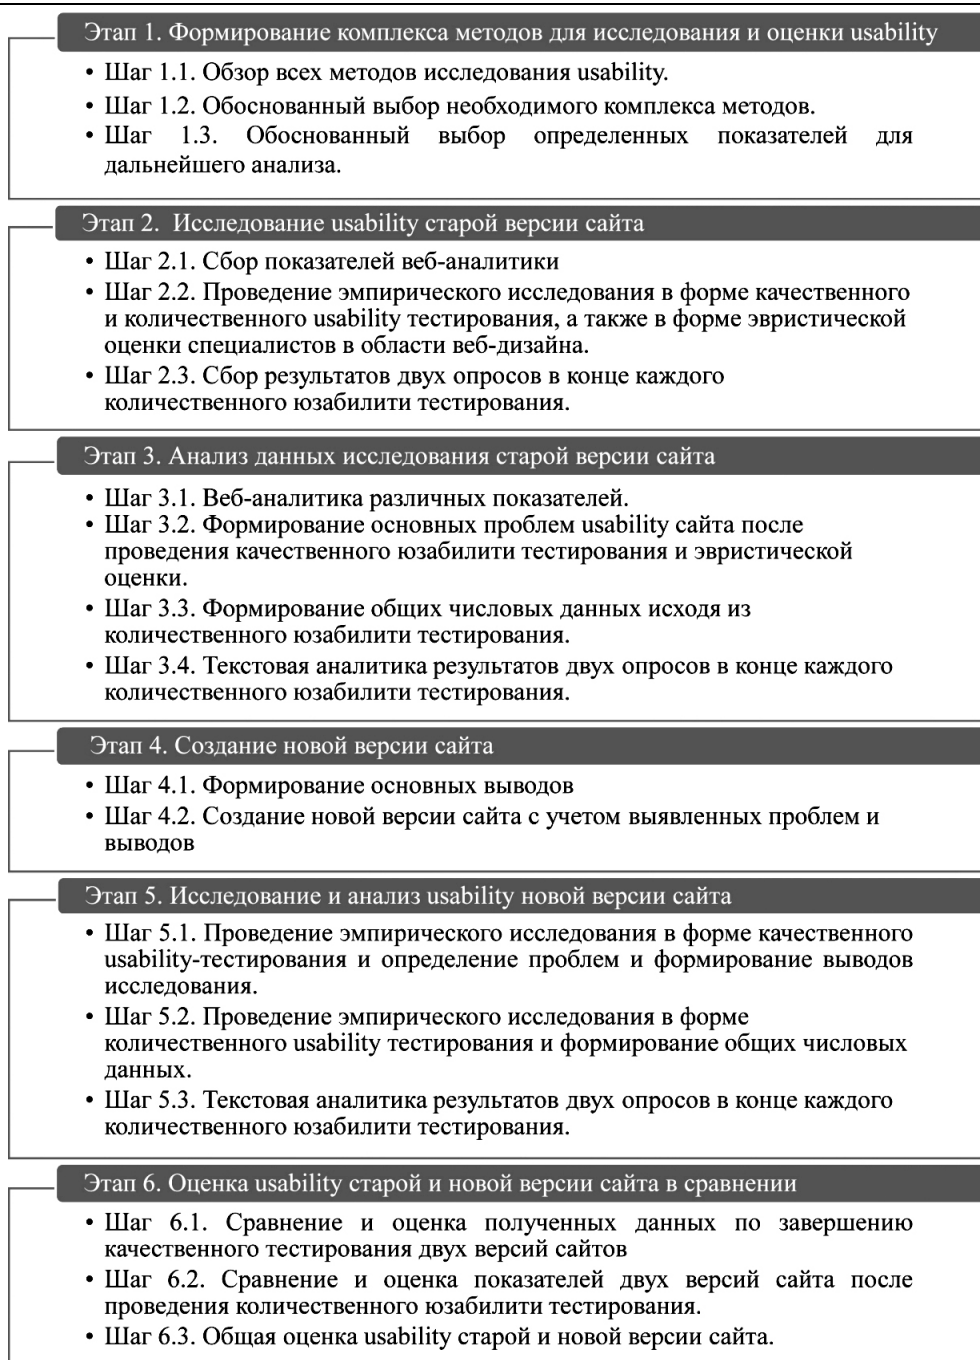 Этап 1. Формирование комплекса методов для исследования и оценки usability
• Шаг 1.1. Обзор всех методов исследования usability.
• Шаг 1.2. Обоснованный выбор необходимого комплекса методов.
• Шаг 1.3. Обоснованный выбор определенных показателей для
дальнейшего анализа.
Этап 2. Исследование usability старой версии сайта
• Шаг 2.1. Сбор показателей веб-аналитики
• Шаг 2.2. Проведение эмпирического исследования в форме качественного
и количественного usability тестирования, а также в форме эвристической
оценки специалистов в области веб-дизайна.
• Шаг 2.3. Сбор результатов двух опросов в конце каждого
количественного юзабилити тестирования.
Этап 3. Анализ данных исследования старой версии сайта
• Шаг 3.1. Веб-аналитика различных показателей.
• Шаг 3.2. Формирование основных проблем usability сайта после
проведения качественного юзабилити тестирования и эвристической
оценки.
• Шаг 3.3. Формирование общих числовых данных исходя из
количественного юзабилити тестирования.
• Шаг 3.4. Текстовая аналитика результатов двух опросов в конце каждого
количественного юзабилити тестирования.
Этап 4. Создание новой версии сайта
• Шаг 4.1. Формирование основных выводов
• Шаг 4.2. Создание новой версии сайта с учетом выявленных проблем и
выводов
Этап 5. Исследование и анализ usability новой версии сайта
• Шаг 5.1. Проведение эмпирического исследования в форме качественного
usability-тестирования и определение проблем и формирование выводов
исследования.
• Шаг 5.2. Проведение эмпирического исследования в форме
количественного usability тестирования и формирование общих числовых
данных.
• Шаг 5.3. Текстовая аналитика результатов двух опросов в конце каждого
количественного юзабилити тестирования.
Этап 6. Оценка usability старой и новой версии сайта в сравнении
• Шаг 6.1. Сравнение и оценка полученных данных по завершению
качественного тестирования двух версий сайтов
• Шаг 6.2. Сравнение и оценка показателей двух версий сайта после
проведения количественного юзабилити тестирования.
• Шаг 6.3. Общая оценка usability старой и новой версии сайта.